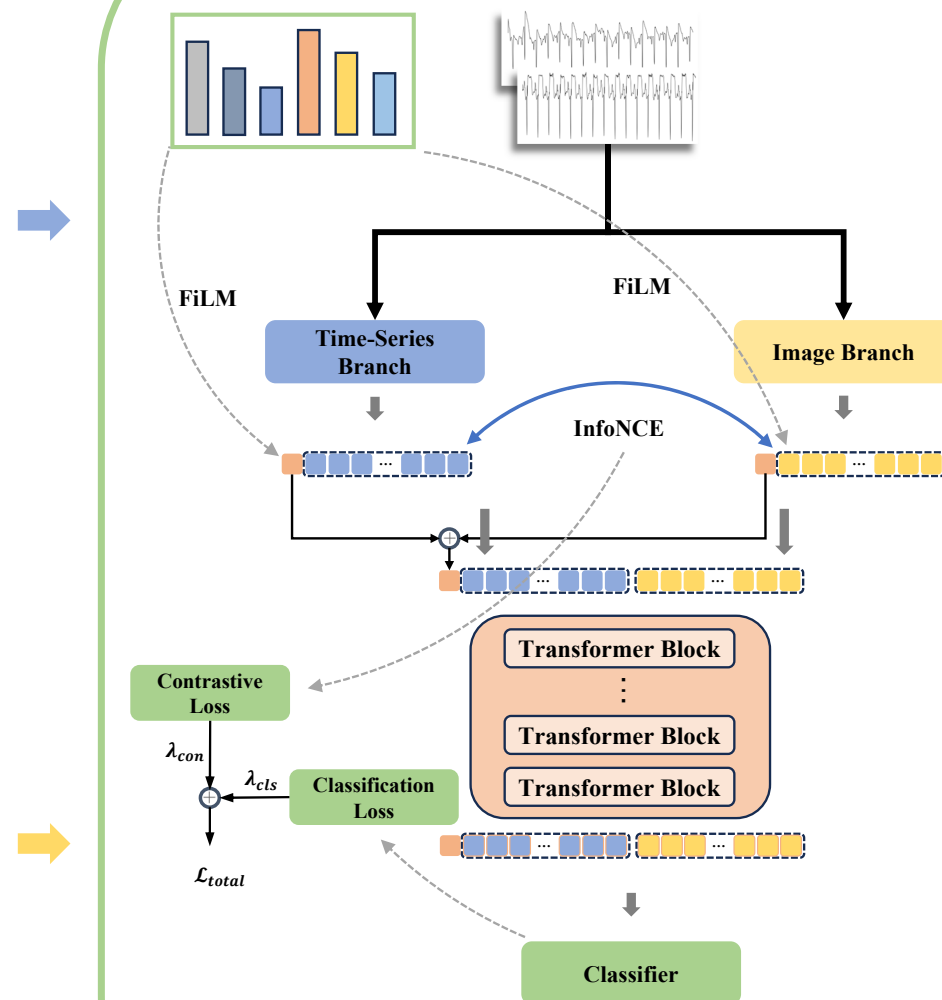 FiLM
FiLM
Time-Series
Branch
Image Branch
InfoNCE
...
...
...
...
Transformer Block
⋮
Transformer Block
Transformer Block
Contrastive
Loss
λcon
λcls
Classification
Loss
ℒtotal
...
...
Classifier